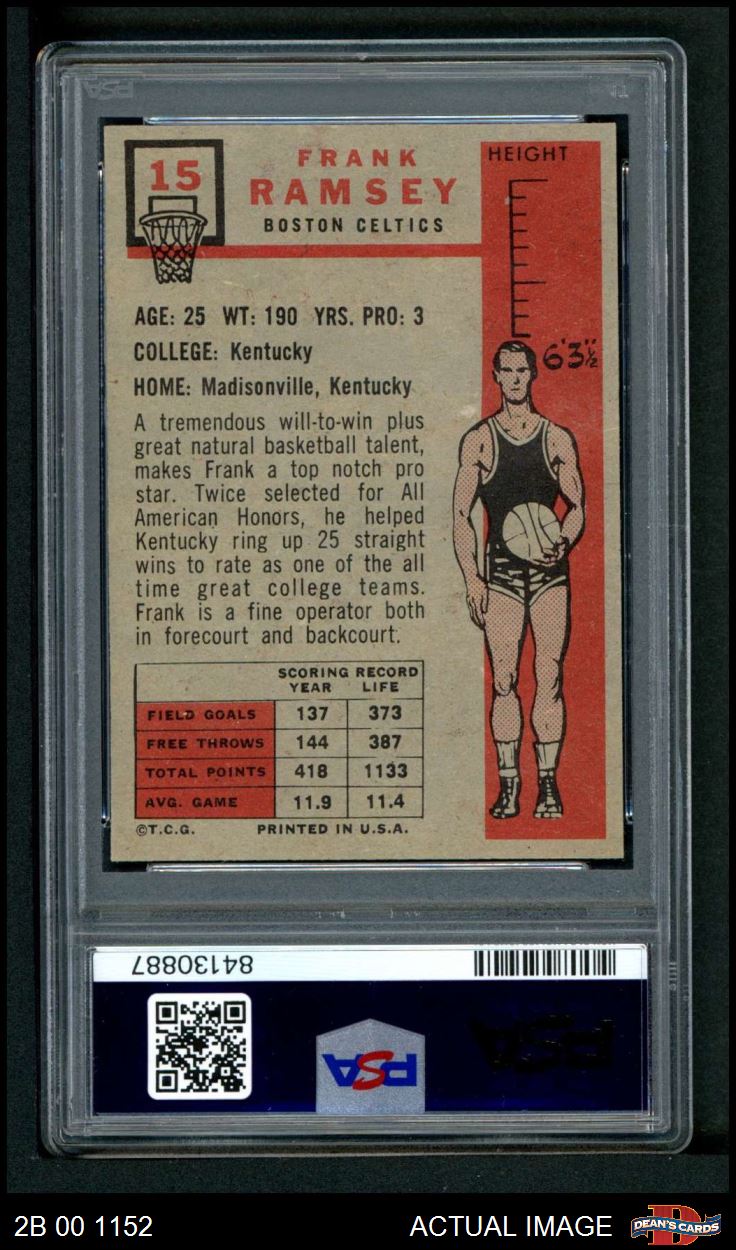 15
FRANK
RAMSEY
BOSTON CELTICS
HEIGHT
6'3½"
AGE: 25 WT: 190 YRS. PRO: 3
COLLEGE: Kentucky
HOME: Madisonville, Kentucky
A tremendous will-to-win plus
great natural basketball talent,
makes Frank a top notch pro
star. Twice selected for All
American Honors, he helped
Kentucky ring up 25 straight
wins to rate as one of the all
time great college teams.
Frank is a fine operator both
in forecourt and backcourt.
SCORING RECORD
YEAR LIFE
FIELD GOALS 137 373
FREE THROWS 144 387
TOTAL POINTS 418 1133
AVG. GAME 11.9 11.4
©T.C.G. PRINTED IN U.S.A.
84130887
PSA
PSA
PSA
2B 00 1152
ACTUAL IMAGE
DEAN'S CARDS